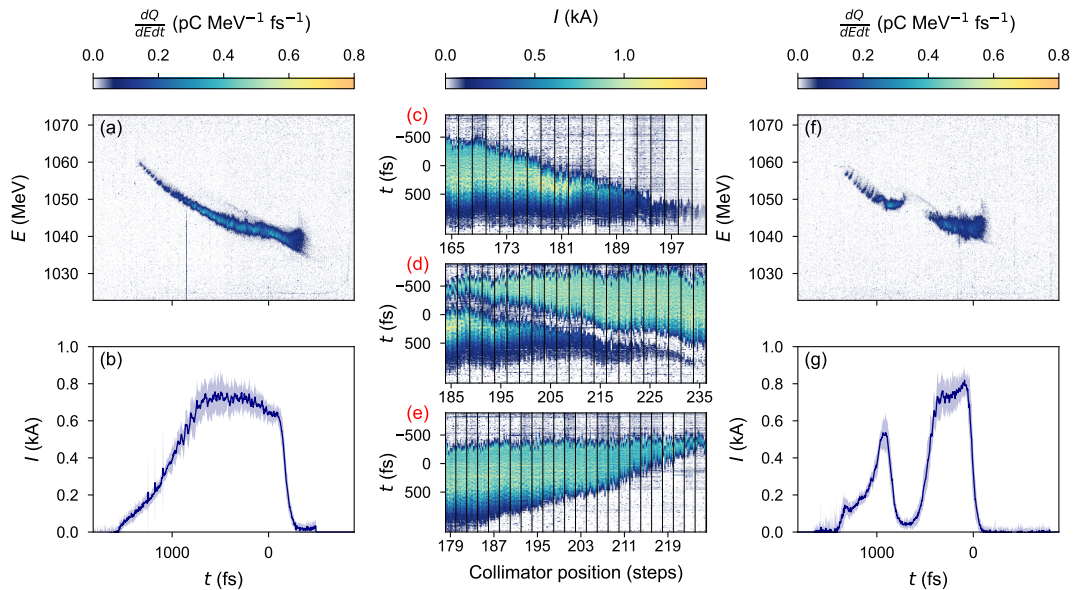 dQ/dEdt (pC MeV⁻¹ fs⁻¹)
0.0 0.2 0.4 0.6 0.8
(a)
E (MeV)
1070
1060
1050
1040
1030
(b)
I (kA)
1.0
0.8
0.6
0.4
0.2
0.0
1000 0
t (fs)
I (kA)
0.0 0.5 1.0
(c)
t (fs)
−500
0
500
165 173 181 189 197
(d)
t (fs)
−500
0
500
185 195 205 215 225 235
(e)
t (fs)
−500
0
500
179 187 195 203 211 219
Collimator position (steps)
dQ/dEdt (pC MeV⁻¹ fs⁻¹)
0.0 0.2 0.4 0.6 0.8
(f)
E (MeV)
1070
1060
1050
1040
1030
(g)
I (kA)
1.0
0.8
0.6
0.4
0.2
0.0
1000 0
t (fs)